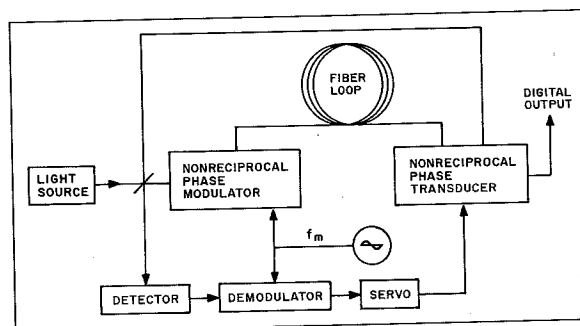 FIBER
LOOP
DIGITAL
OUTPUT
LIGHT
SOURCE
NONRECIPROCAL
PHASE
MODULATOR
NONRECIPROCAL
PHASE
TRANSDUCER
fm
DETECTOR
DEMODULATOR
SERVO